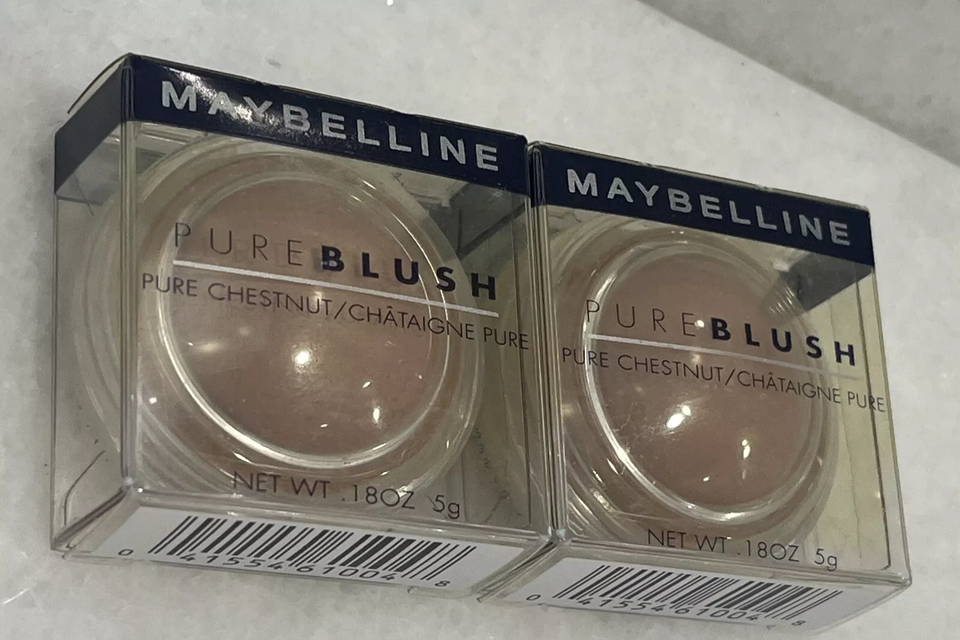 MAYBELLINE
PUREBLUSH
PURE CHESTNUT/CHÂTAIGNE PURE
NET WT .18OZ 5g
0 41554 61004 8
MAYBELLINE
PUREBLUSH
PURE CHESTNUT/CHÂTAIGNE PURE
NET WT .18OZ 5g
0 41554 61004 8